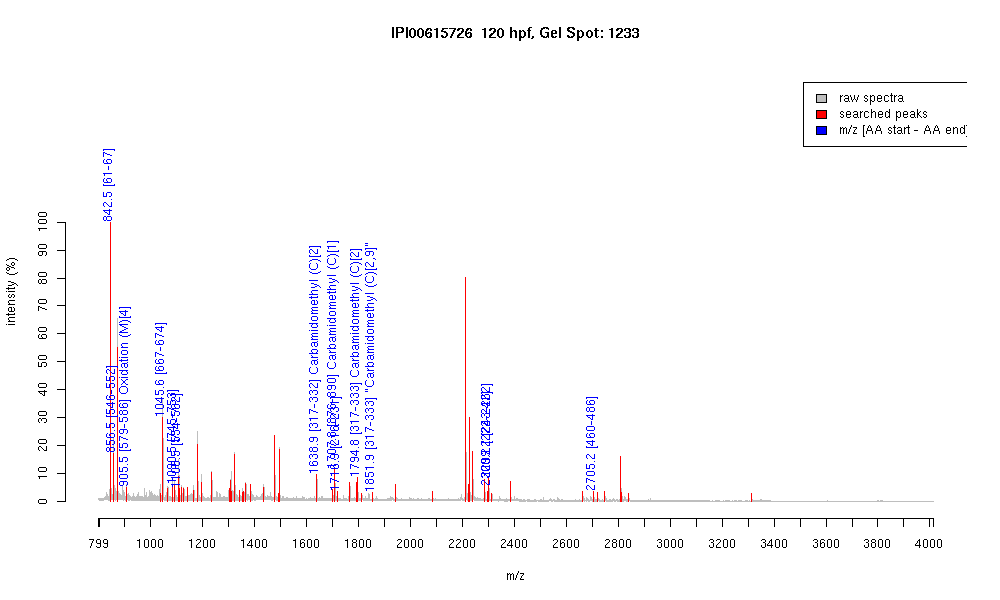 IPI00615726 120 hpf, Gel Spot: 1233
raw spectra
searched peaks
m/z [AA start - AA end]
intensity (%)
100
90
80
70
60
50
40
30
20
10
0
842.5 [61-67]
856.5 [546-552]
905.5 [579-586] Oxidation (M)[4]
1045.6 [667-674]
1638.9 [317-332] Carbamidomethyl (C)[2]
Carbamidomethyl (C)[1]
1794.8 [317-333] Carbamidomethyl (C)[2]
1851.9 [317-333] "Carbamidomethyl (C)[2,9]"
2705.2 [460-486]
799 1000 1200 1400 1600 1800 2000 2200 2400 2600 2800 3000 3200 3400 3600 3800 4000
m/z